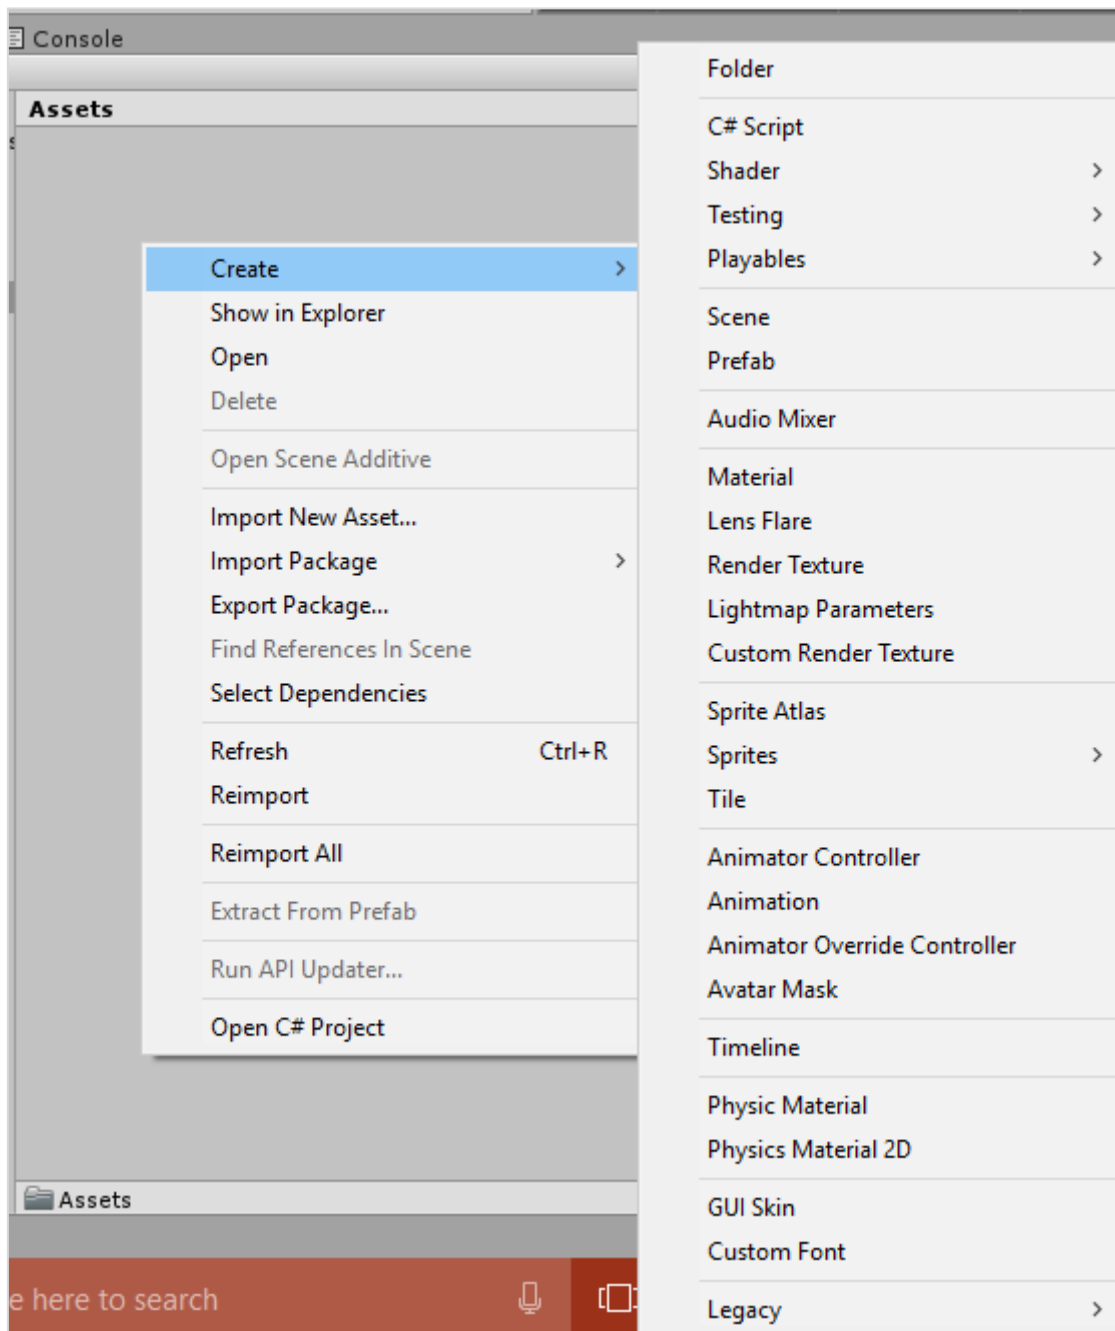 Console
Assets
Create
Show in Explorer
Open
Delete
Open Scene Additive
Import New Asset...
Import Package
Export Package...
Find References In Scene
Select Dependencies
Refresh Ctrl+R
Reimport
Reimport All
Extract From Prefab
Run API Updater...
Open C# Project
Folder
C# Script
Shader
Testing
Playables
Scene
Prefab
Audio Mixer
Material
Lens Flare
Render Texture
Lightmap Parameters
Custom Render Texture
Sprite Atlas
Sprites
Tile
Animator Controller
Animation
Animator Override Controller
Avatar Mask
Timeline
Physic Material
Physics Material 2D
GUI Skin
Custom Font
Legacy
Assets
e here to search